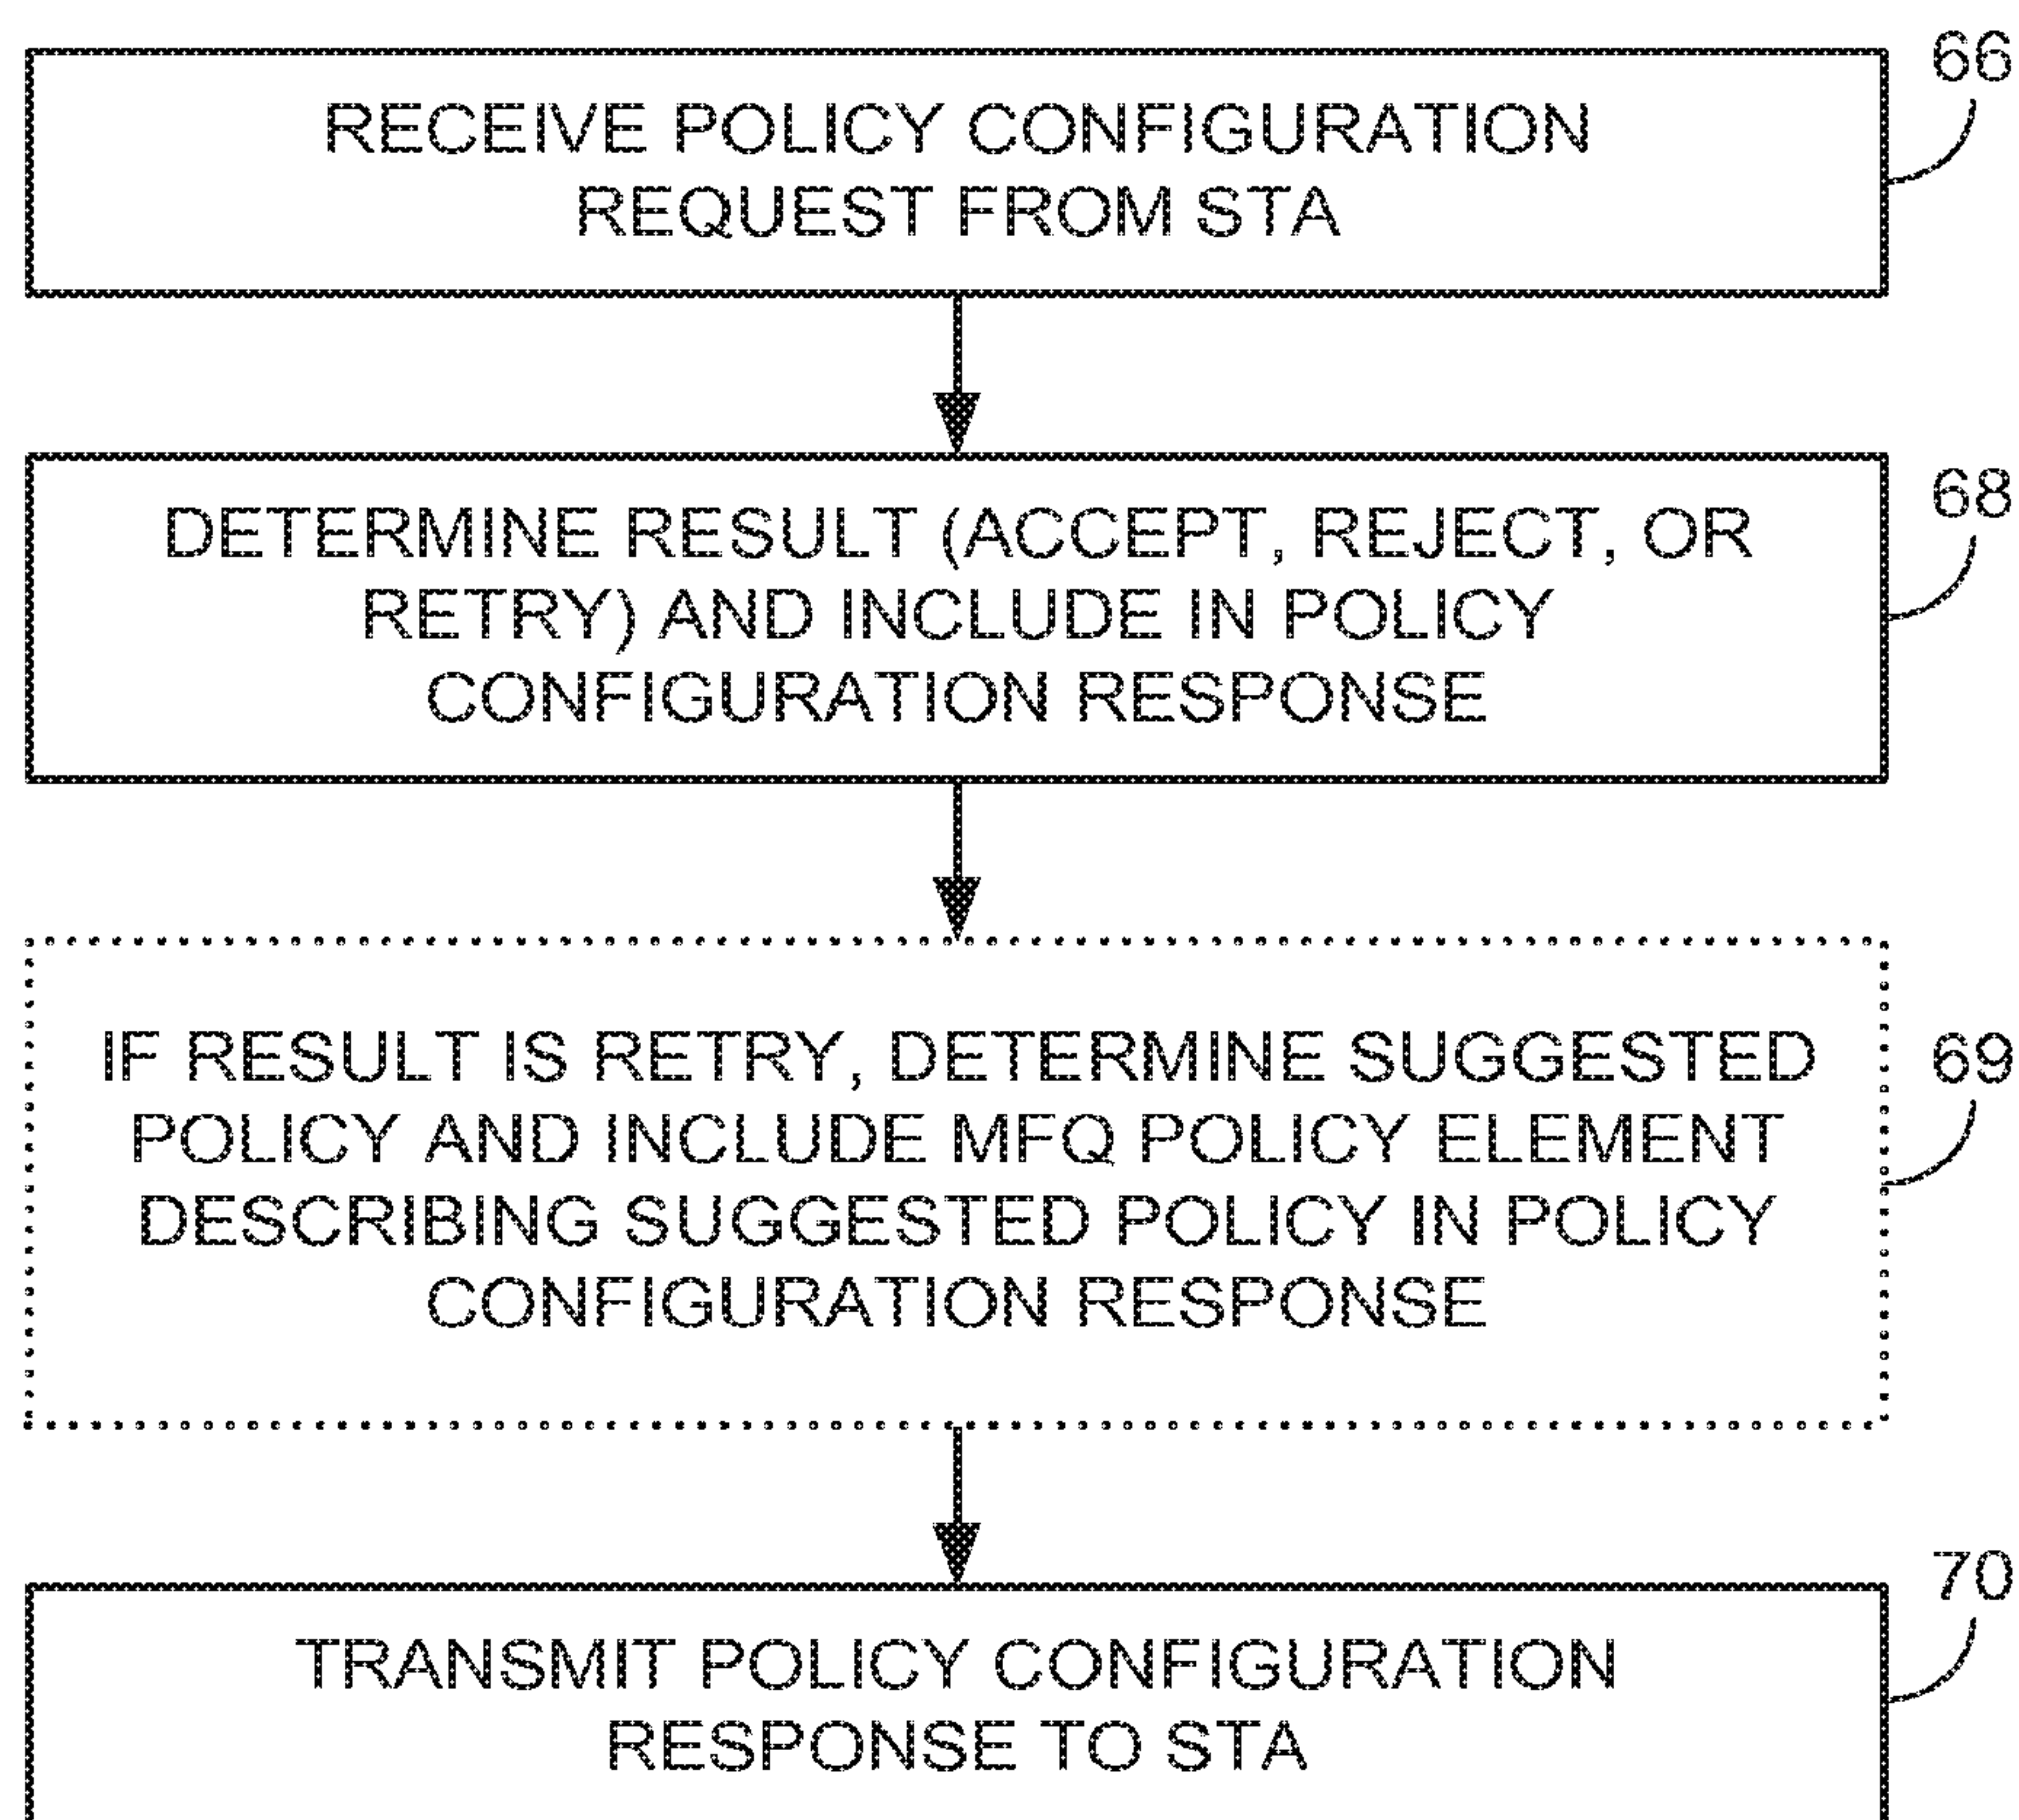 66
RECEIVE POLICY CONFIGURATION
REQUEST FROM STA
68
DETERMINE RESULT (ACCEPT, REJECT, OR
RETRY) AND INCLUDE IN POLICY
CONFIGURATION RESPONSE
69
IF RESULT IS RETRY, DETERMINE SUGGESTED
POLICY AND INCLUDE MFQ POLICY ELEMENT
DESCRIBING SUGGESTED POLICY IN POLICY
CONFIGURATION RESPONSE
70
TRANSMIT POLICY CONFIGURATION
RESPONSE TO STA